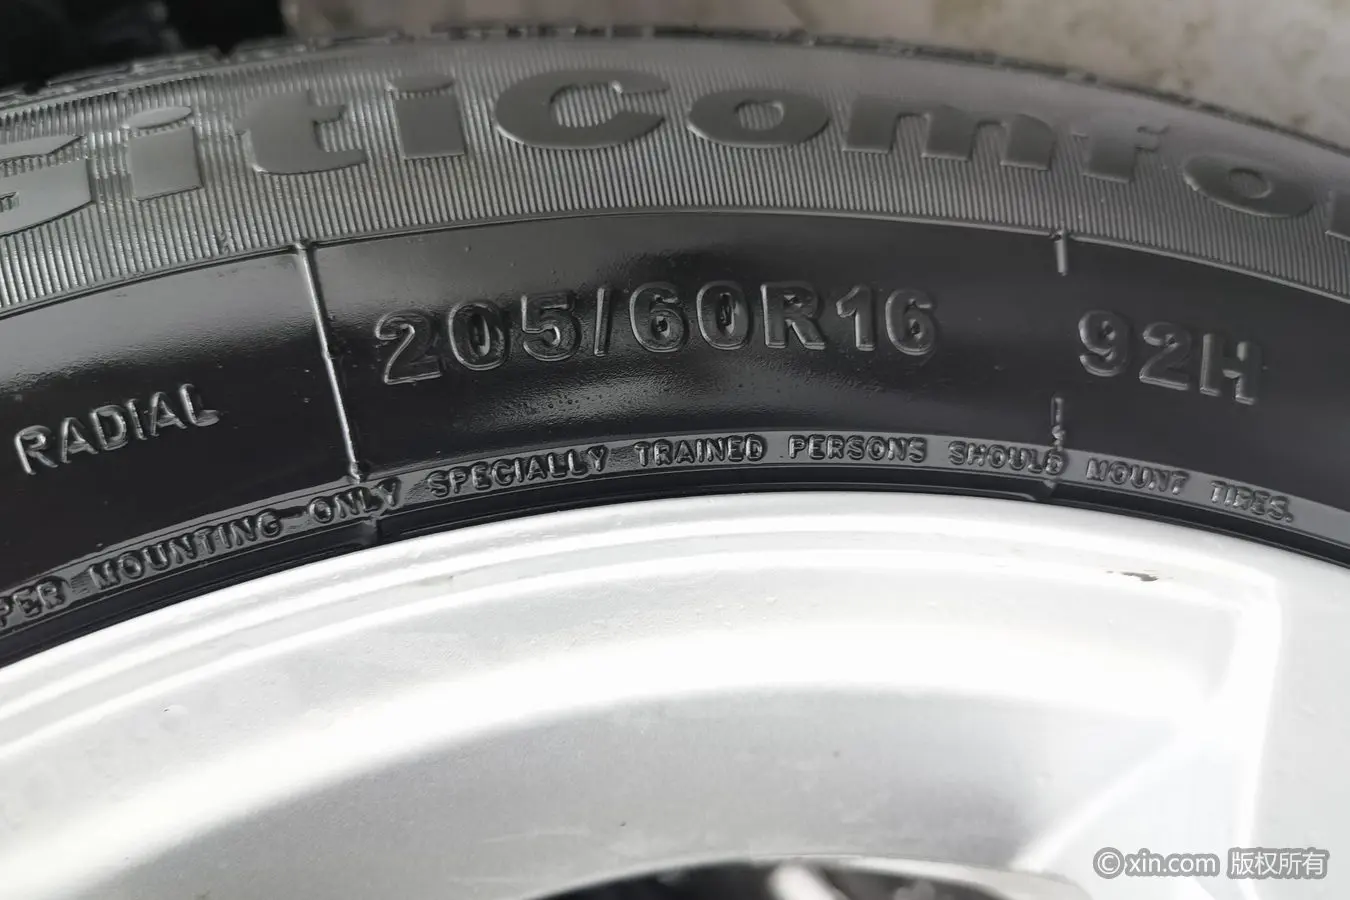 GitiComfor
RADIAL
205/60R16 92H
PER MOUNTING-ONLY SPECIALLY TRAINED PERSONS SHOULD MOUNT TIRES.
©xin.com 版权所有